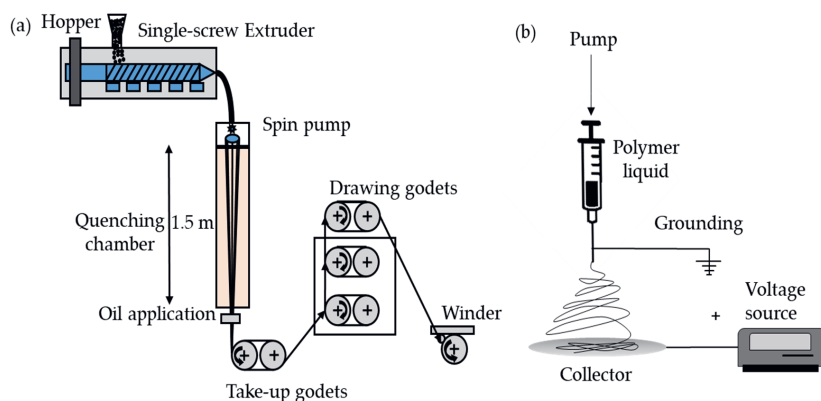 (a)
Hopper
Single-screw Extruder
Spin pump
Quenching
chamber
1.5 m
Drawing godets
Oil application
Winder
Take-up godets
(b)
Pump
Polymer
liquid
Grounding
+
Voltage
source
Collector